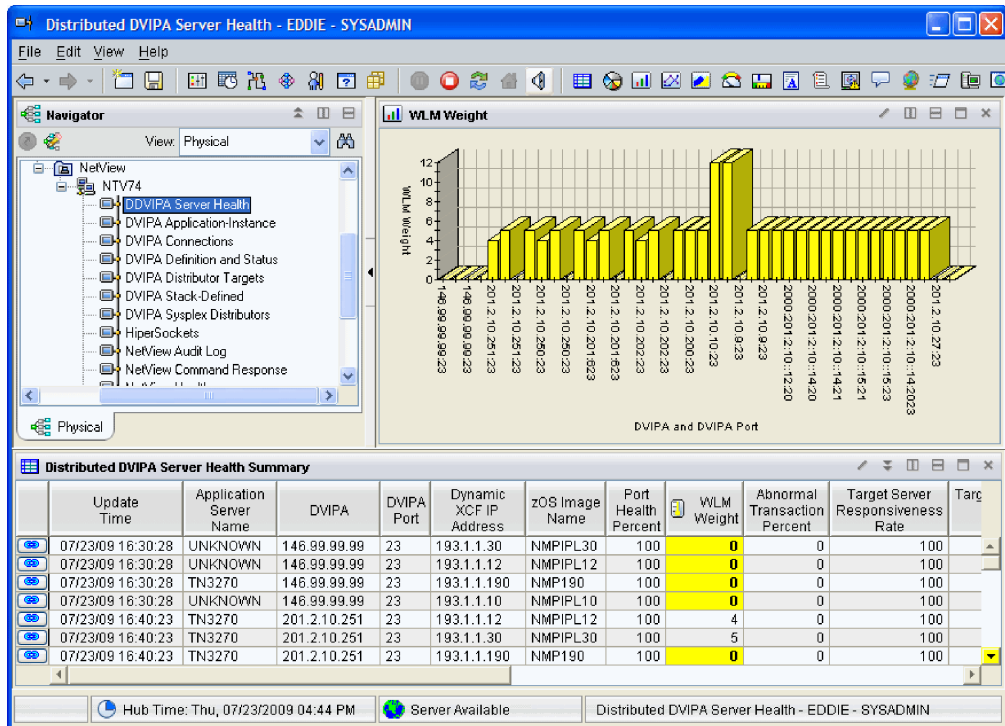 Distributed DVIPA Server Health - EDDIE - SYSADMIN
File Edit View Help
Navigator
View: Physical
NetView
NTV74
DDVIPA Server Health
DVIPA Application-Instance
DVIPA Connections
DVIPA Definition and Status
DVIPA Distributor Targets
DVIPA Stack-Defined
DVIPA Sysplex Distributors
HiperSockets
NetView Audit Log
NetView Command Response
Physical
WLM Weight
WLM Weight
12
10
8
6
4
2
0
146.99.99.99:23
146.99.99.99:23
201.2.10.251:23
201.2.10.251:23
201.2.10.250:23
201.2.10.250:23
201.2.10.201:623
201.2.10.201:623
201.2.10.202:23
201.2.10.202:23
201.2.10.200:23
201.2.10.10:23
201.2.10.9:23
201.2.10.9:23
2000:201:2:10::12:20
2000:201:2:10::14:20
2000:201:2:10::14:21
2000:201:2:10::15:21
2000:201:2:10::15:23
2000:201:2:10::14:2023
201.2.10.27:23
DVIPA and DVIPA Port
Distributed DVIPA Server Health Summary
Update Time Application Server Name DVIPA DVIPA Port Dynamic XCF IP Address zOS Image Name Port Health Percent WLM Weight Abnormal Transaction Percent Target Server Responsiveness Rate Targ
07/23/09 16:30:28 UNKNOWN 146.99.99.99 23 193.1.1.30 NMPIPL30 100 0 0 100
07/23/09 16:30:28 UNKNOWN 146.99.99.99 23 193.1.1.12 NMPIPL12 100 0 0 100
07/23/09 16:30:28 TN3270 146.99.99.99 23 193.1.1.190 NMP190 100 0 0 100
07/23/09 16:30:28 UNKNOWN 146.99.99.99 23 193.1.1.10 NMPIPL10 100 0 0 100
07/23/09 16:40:23 TN3270 201.2.10.251 23 193.1.1.12 NMPIPL12 100 4 0 100
07/23/09 16:40:23 TN3270 201.2.10.251 23 193.1.1.30 NMPIPL30 100 5 0 100
07/23/09 16:40:23 TN3270 201.2.10.251 23 193.1.1.190 NMP190 100 0 0 100
Hub Time: Thu, 07/23/2009 04:44 PM Server Available Distributed DVIPA Server Health - EDDIE - SYSADMIN